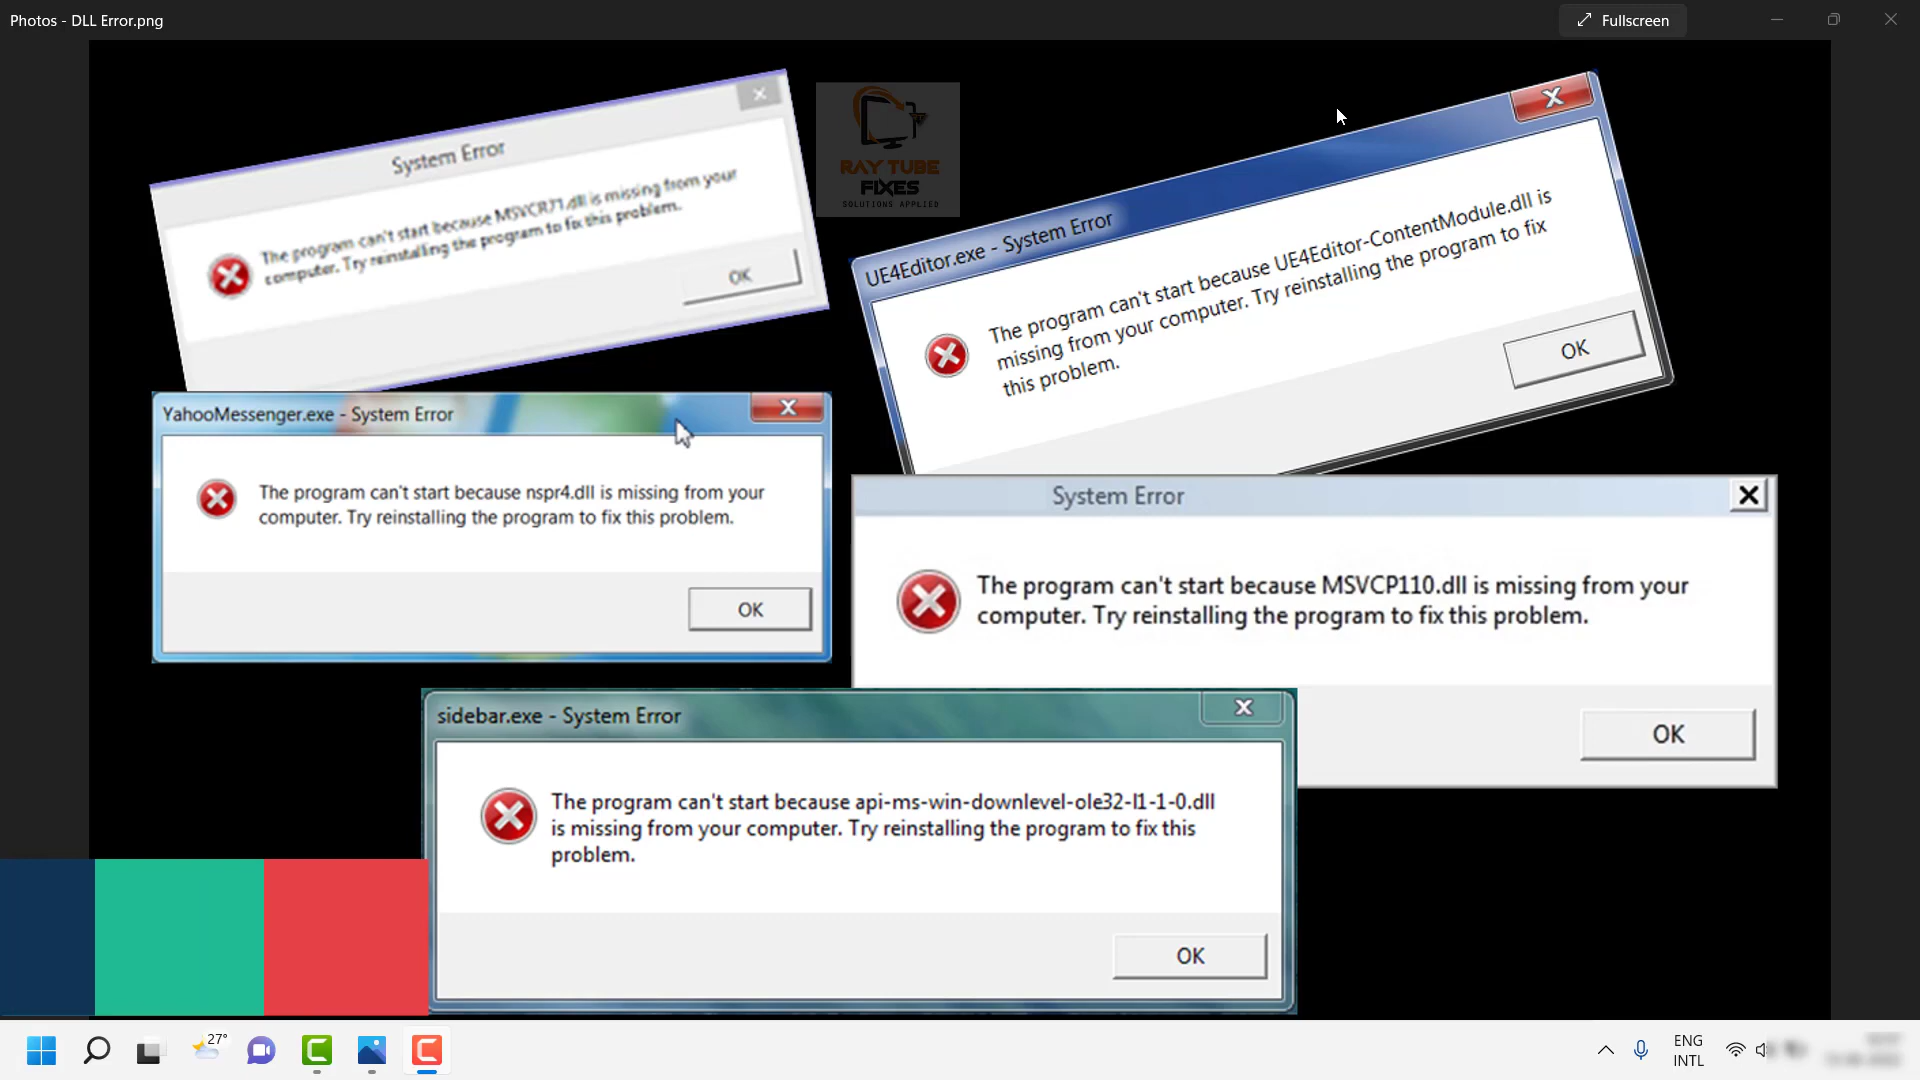 Photos - DLL Error.png
Fullscreen
System Error
The program can't start because MSVCR71.dll is missing from your
computer. Try reinstalling the program to fix this problem.
OK
RAY TUBE
FIXES
SOLUTIONS APPLIED
UE4Editor.exe - System Error
The program can't start because UE4Editor-ContentModule.dll is
missing from your computer. Try reinstalling the program to fix
this problem.
OK
YahooMessenger.exe - System Error
The program can't start because nspr4.dll is missing from your
computer. Try reinstalling the program to fix this problem.
OK
System Error
The program can't start because MSVCP110.dll is missing from your
computer. Try reinstalling the program to fix this problem.
OK
sidebar.exe - System Error
The program can't start because api-ms-win-downlevel-ole32-l1-1-0.dll
is missing from your computer. Try reinstalling the program to fix this
problem.
OK
27°
ENG
INTL